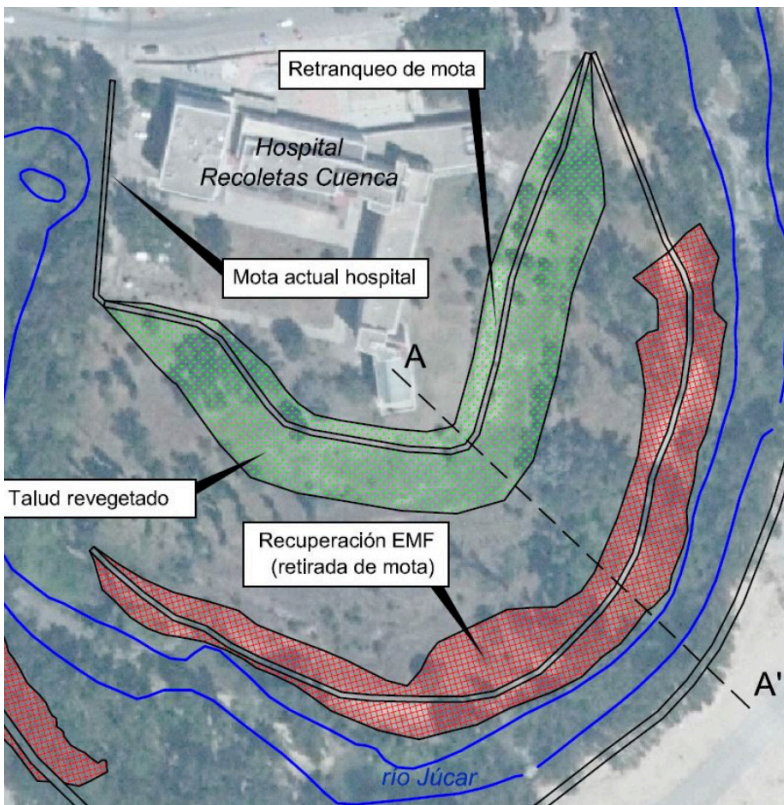 Retranqueo de mota
Hospital
Recoletas Cuenca
Mota actual hospital
A
Talud revegetado
Recuperación EMF
(retirada de mota)
A'
río Júcar